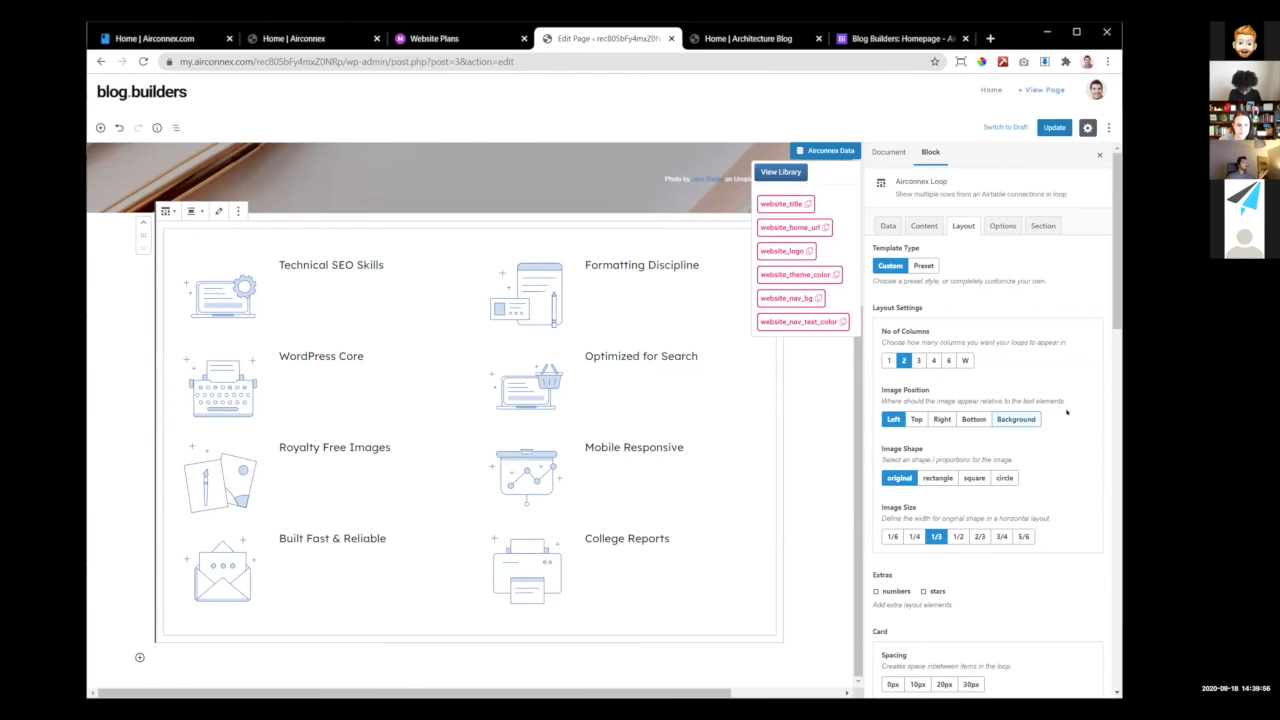 Home | Airconnex.com
Home | Airconnex
Website Plans
Edit Page ‹ rec805bFy4mxZ0N
Home | Architecture Blog
Blog Builders: Homepage - Ai
my.airconnex.com/rec805bFy4mxZ0NRp/wp-admin/post.php?post=3&action=edit
blog.builders
Home
+ View Page
Switch to Draft
Update
Airconnex Data
View Library
Photo by Jess Bailey on Unspl
website_title
website_home_url
website_logo
website_theme_color
website_nav_bg
website_nav_text_color
Technical SEO Skills
Formatting Discipline
WordPress Core
Optimized for Search
Royalty Free Images
Mobile Responsive
Built Fast & Reliable
College Reports
Document
Block
Airconnex Loop
Show multiple rows from an Airtable connections in loop.
Data
Content
Layout
Options
Section
Template Type
Custom
Preset
Choose a preset style, or completely customize your own.
Layout Settings
No of Columns
Choose how many columns you want your loops to appear in.
1
2
3
4
6
W
Image Position
Where should the image appear relative to the text elements.
Left
Top
Right
Bottom
Background
Image Shape
Select an shape / proportions for the image.
original
rectangle
square
circle
Image Size
Define the width for original shape in a horizontal layout.
1/6
1/4
1/3
1/2
2/3
3/4
5/6
Extras
numbers
stars
Add extra layout elements.
Card
Spacing
Creates space inbetween items in the loop.
0px
10px
20px
30px
2020-09-18 14:39:56